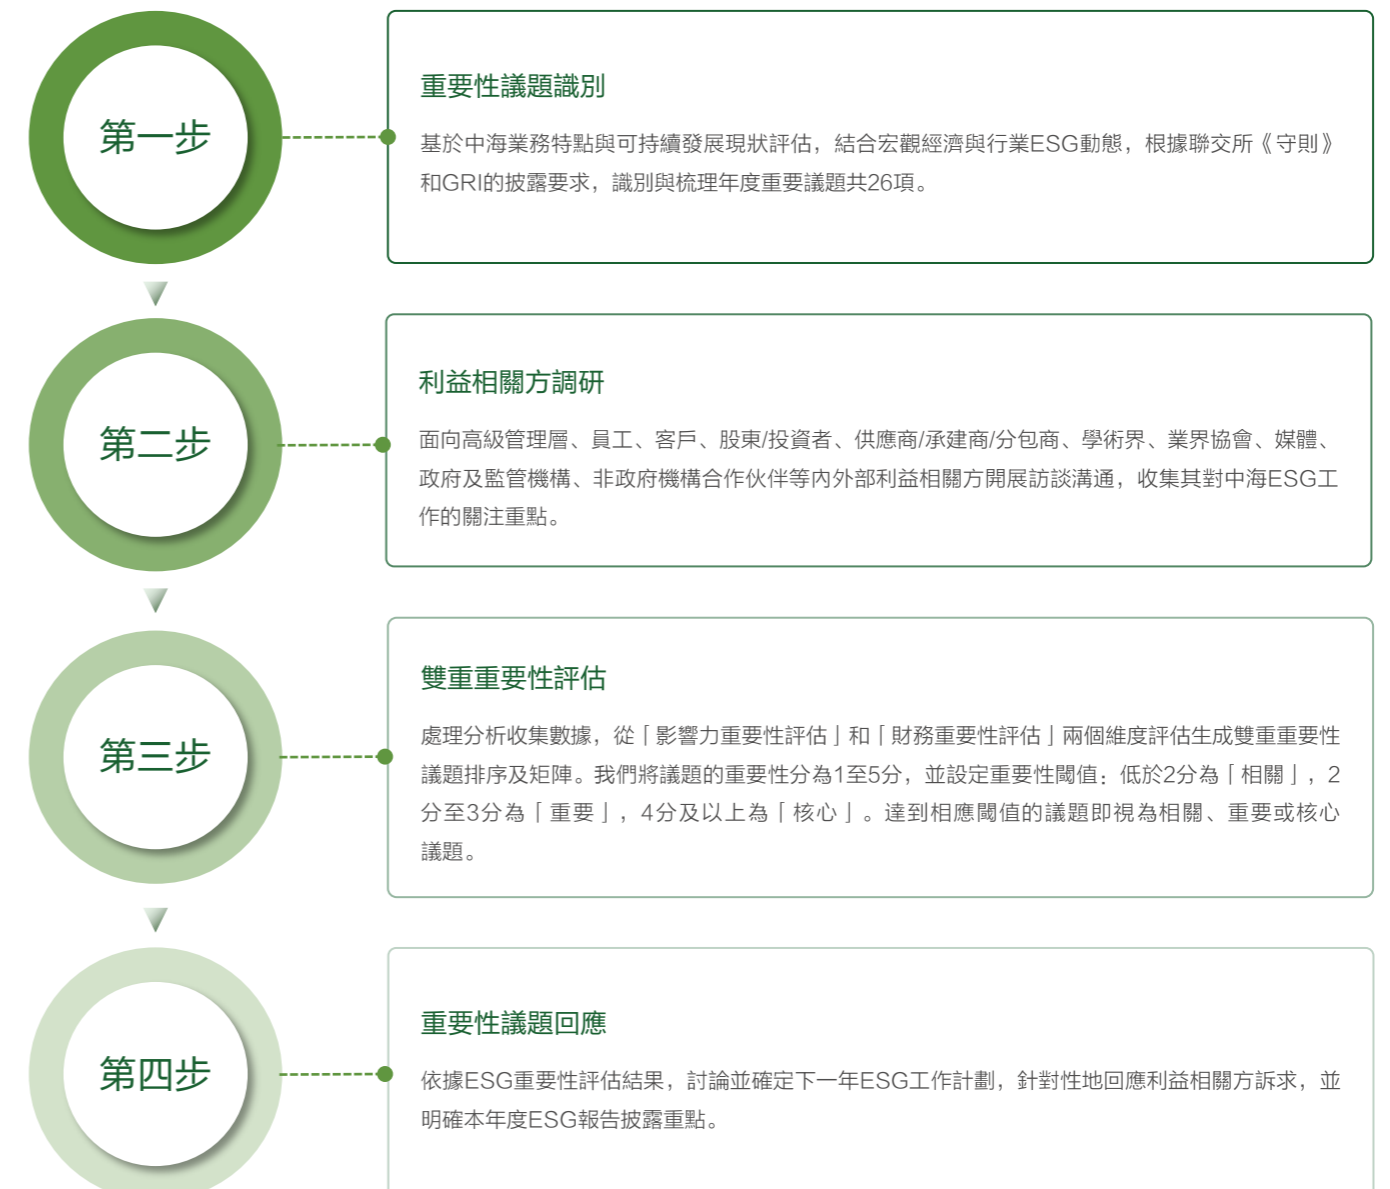 第一步
重要性議題識別
基於中海業務特點與可持續發展現狀評估，結合宏觀經濟與行業ESG動態，根據聯交所《守則》
和GRI的披露要求，識別與梳理年度重要議題共26項。
第二步
利益相關方調研
面向高級管理層、員工、客戶、股東/投資者、供應商/承建商/分包商、學術界、業界協會、媒體、
政府及監管機構、非政府機構合作伙伴等內外部利益相關方開展訪談溝通，收集其對中海ESG工
作的關注重點。
第三步
雙重重要性評估
處理分析收集數據，從「影響力重要性評估」和「財務重要性評估」兩個維度評估生成雙重重要性
議題排序及矩陣。我們將議題的重要性分為1至5分，並設定重要性閾值：低於2分為「相關」，2
分至3分為「重要」，4分及以上為「核心」。達到相應閾值的議題即視為相關、重要或核心
議題。
第四步
重要性議題回應
依據ESG重要性評估結果，討論並確定下一年ESG工作計劃，針對性地回應利益相關方訴求，並
明確本年度ESG報告披露重點。